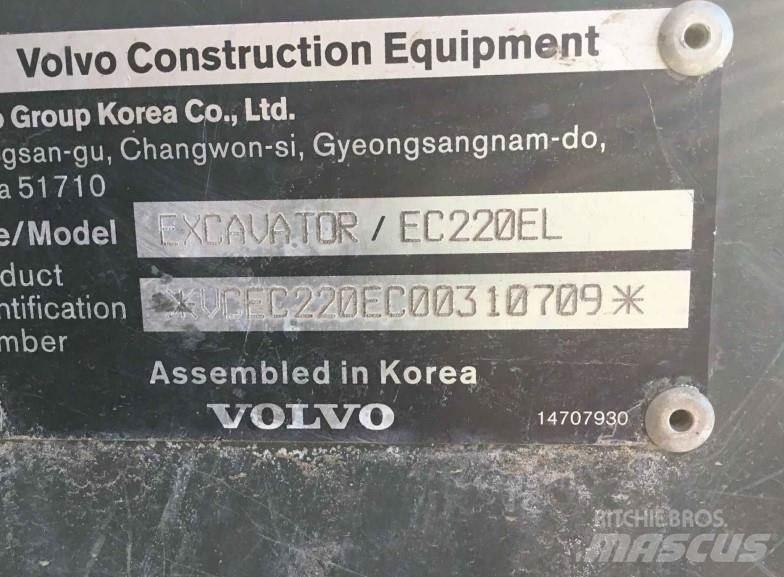 Volvo Construction Equipment
o Group Korea Co., Ltd.
gsan-gu, Changwon-si, Gyeongsangnam-do,
a 51710
e/Model EXCAVATOR / EC220EL
duct
ntification *VCEC220EC00310709*
mber
Assembled in Korea
VOLVO 14707930
RITCHIE BROS.
MASCUS